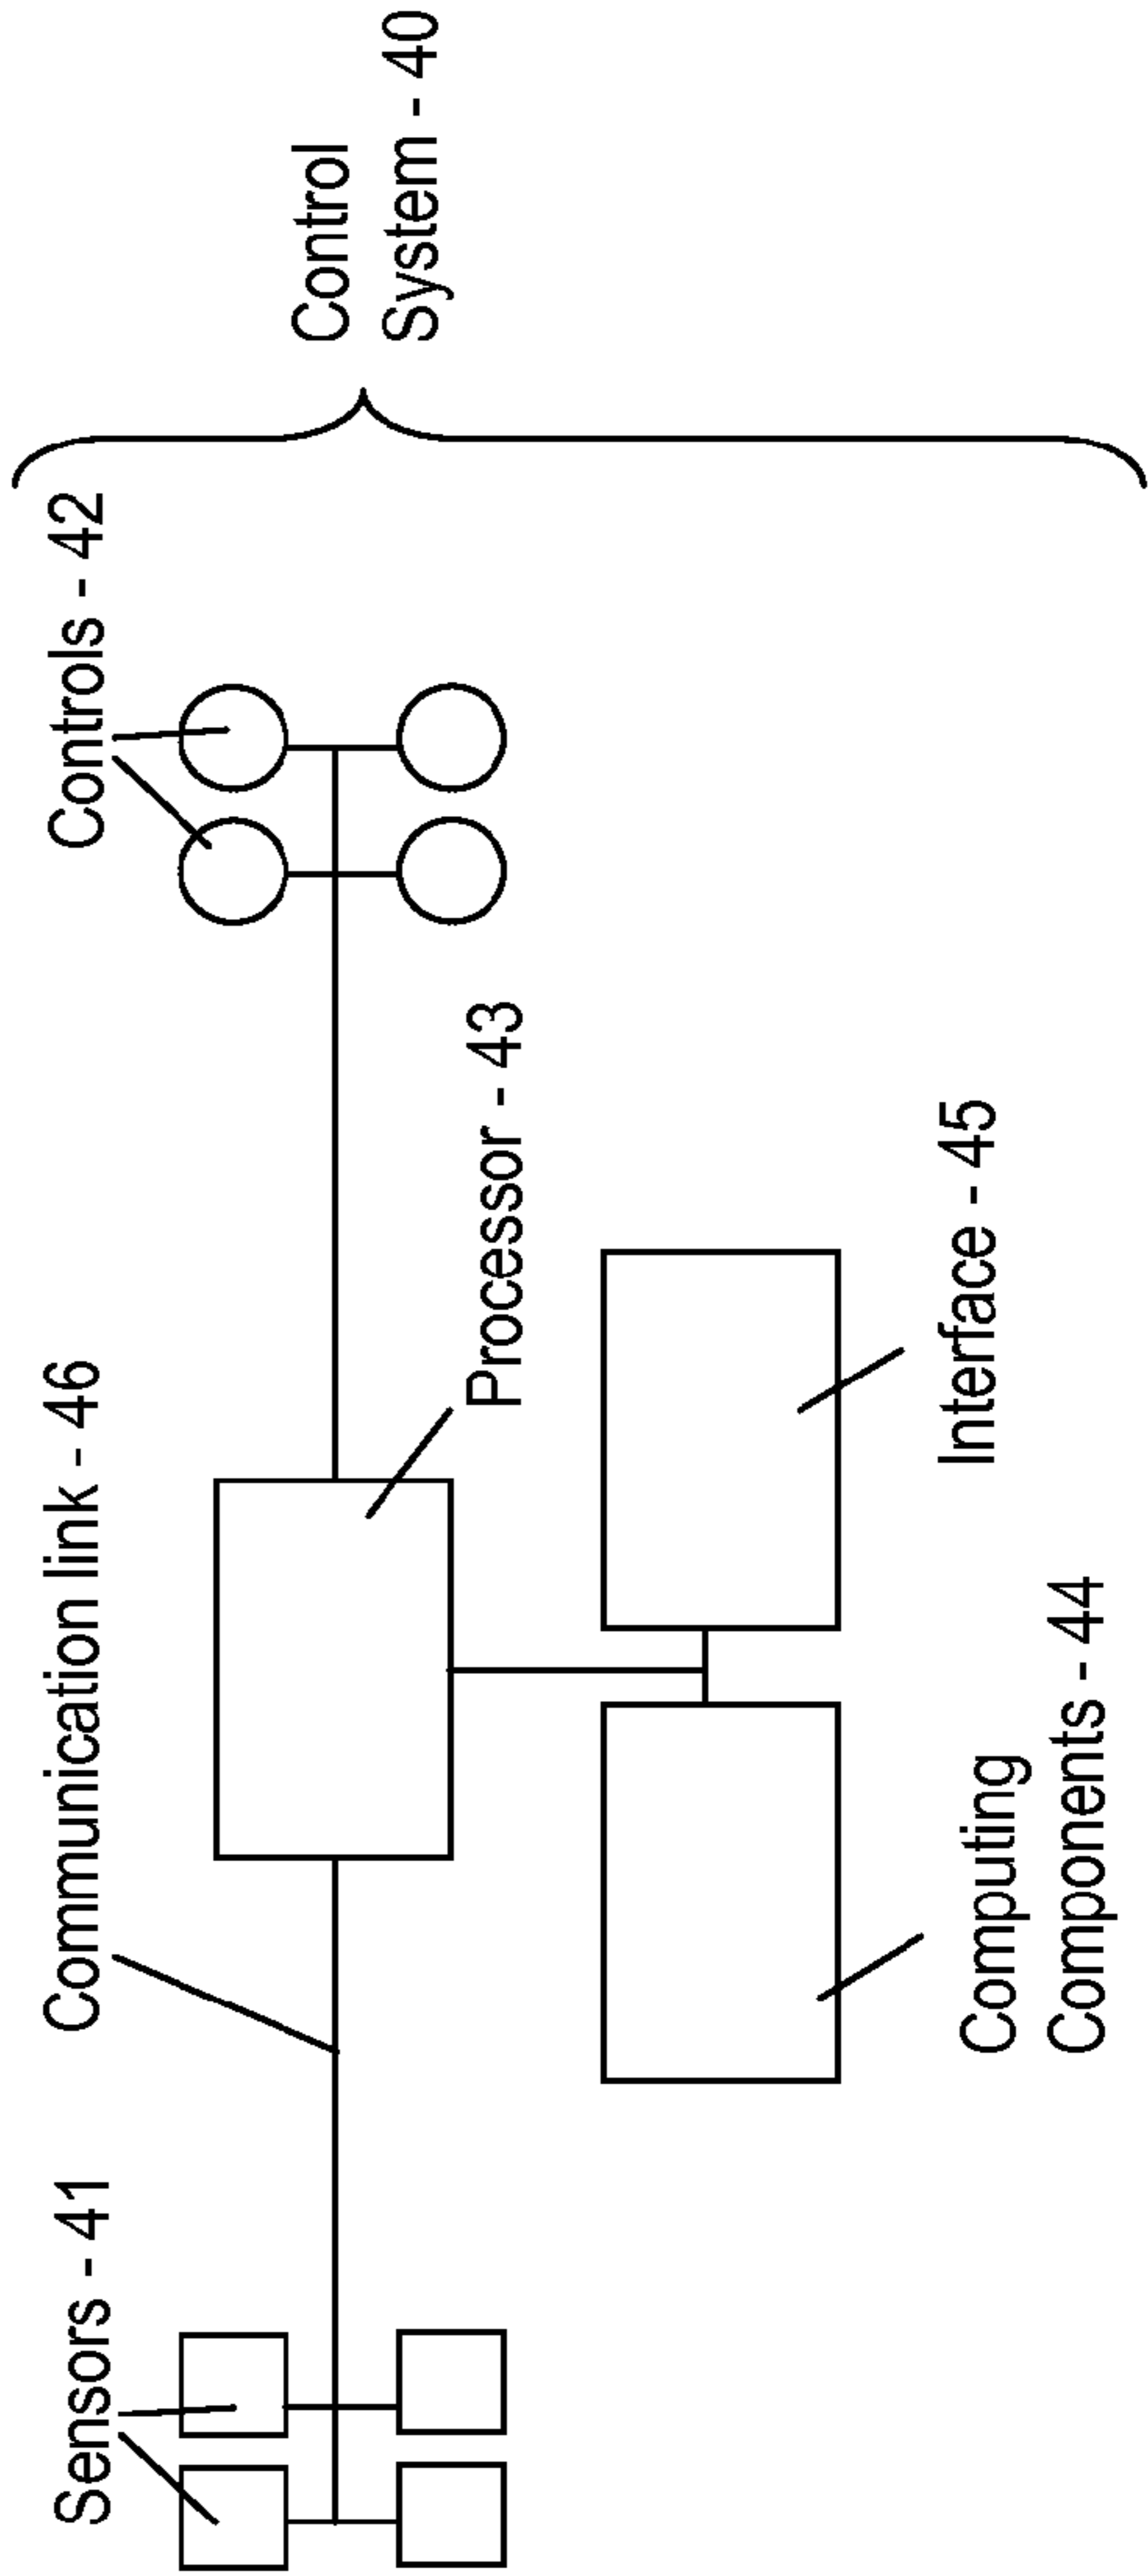 Sensors - 41
Communication link - 46
Controls - 42
Control
System - 40
Processor - 43
Computing
Components - 44
Interface - 45